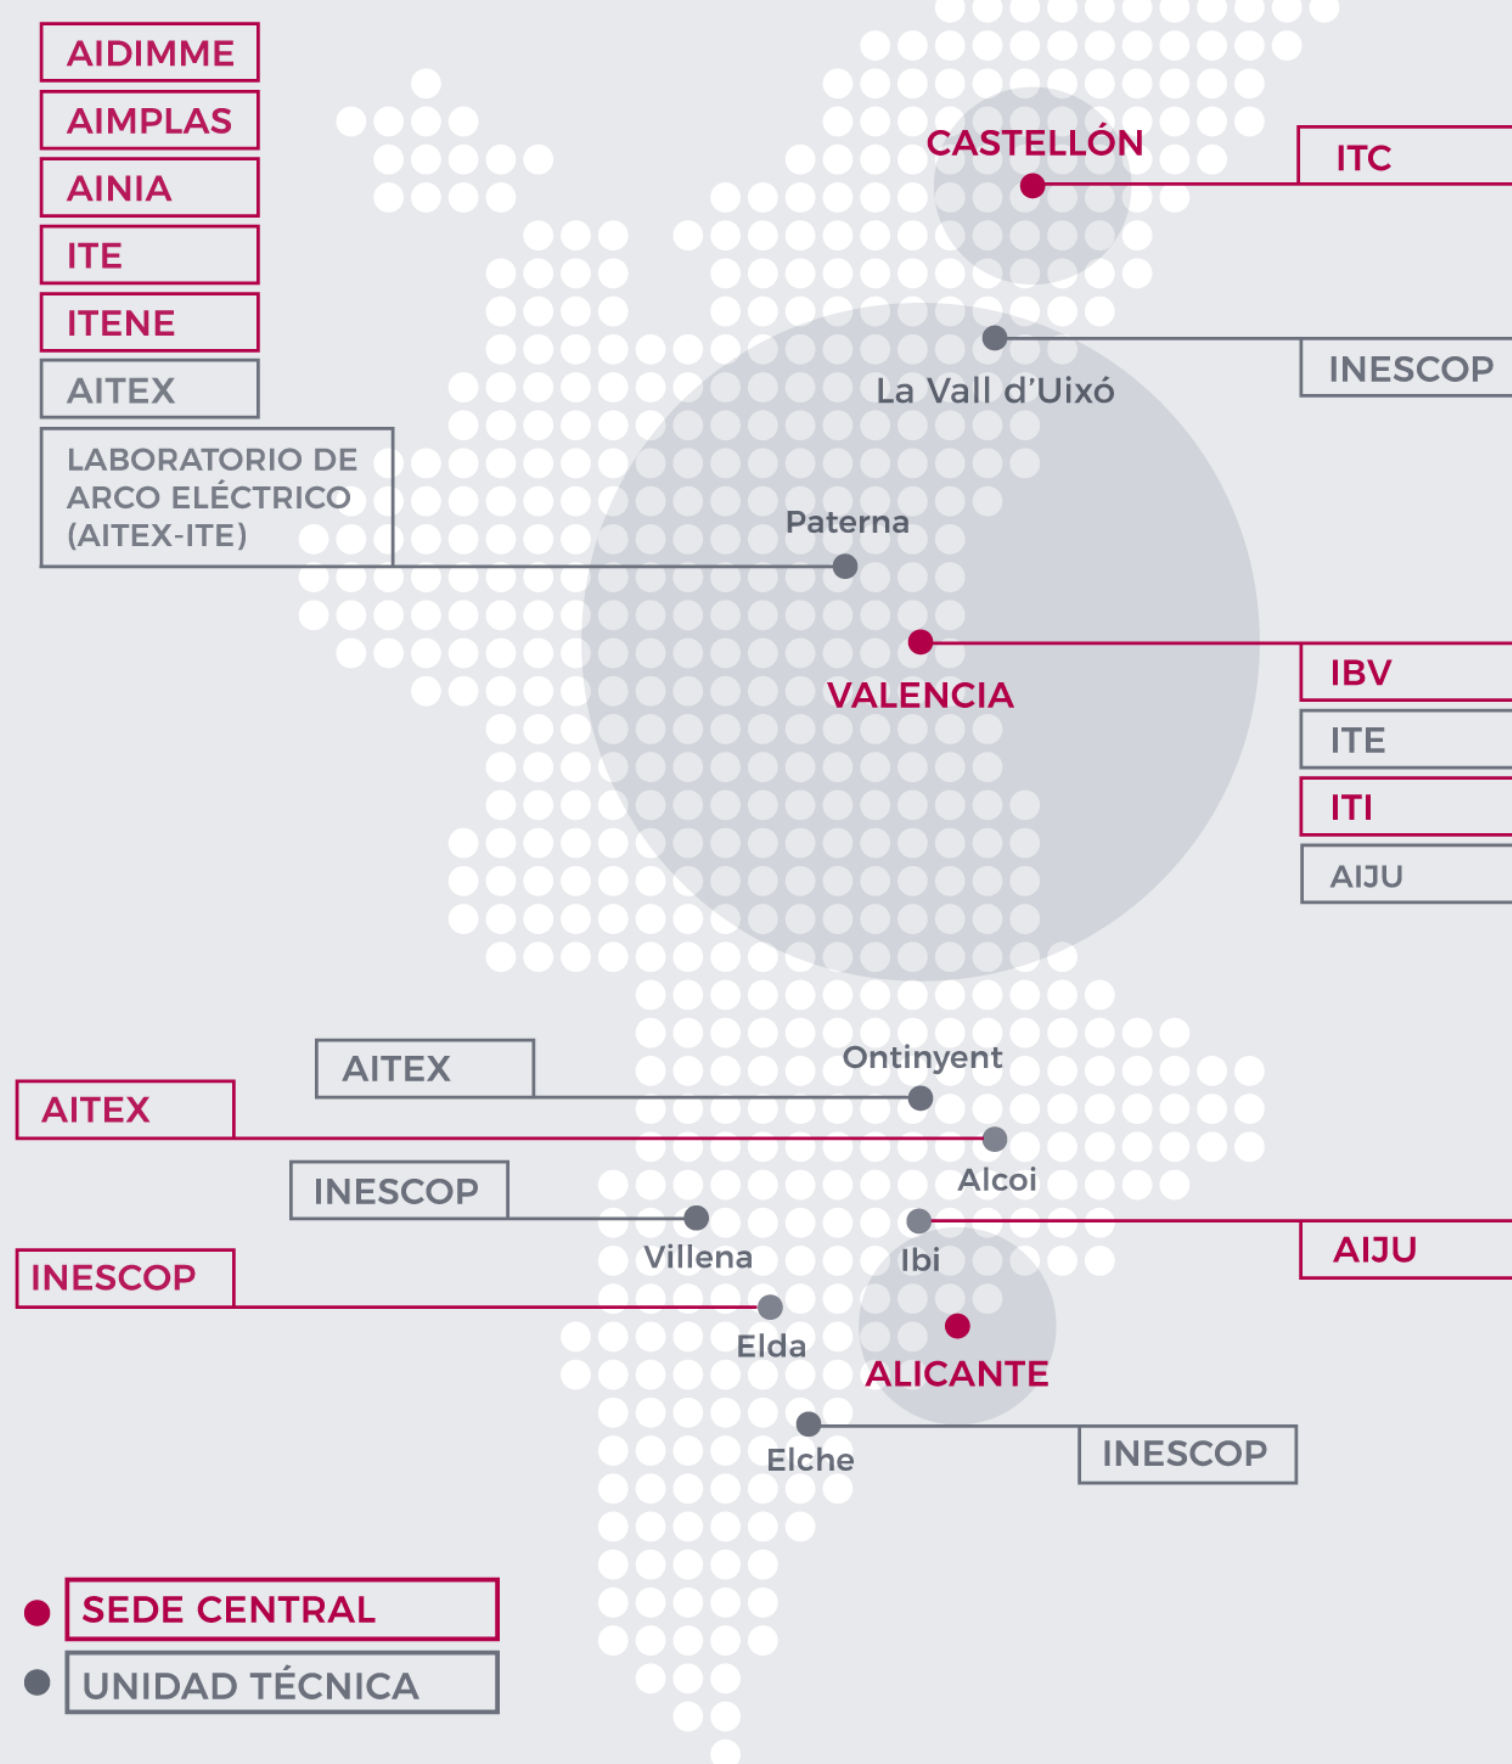 AIDIMME
AIMPLAS
AINIA
ITE
ITENE
AITEX
LABORATORIO DE
ARCO ELÉCTRICO
(AITEX-ITE)
CASTELLÓN
ITC
La Vall d'Uixó
INESCOP
Paterna
VALENCIA
IBV
ITE
ITI
AIJU
Ontinyent
AITEX
AITEX
Alcoi
INESCOP
Villena
Ibi
AIJU
INESCOP
Elda
ALICANTE
Elche
INESCOP
SEDE CENTRAL
UNIDAD TÉCNICA